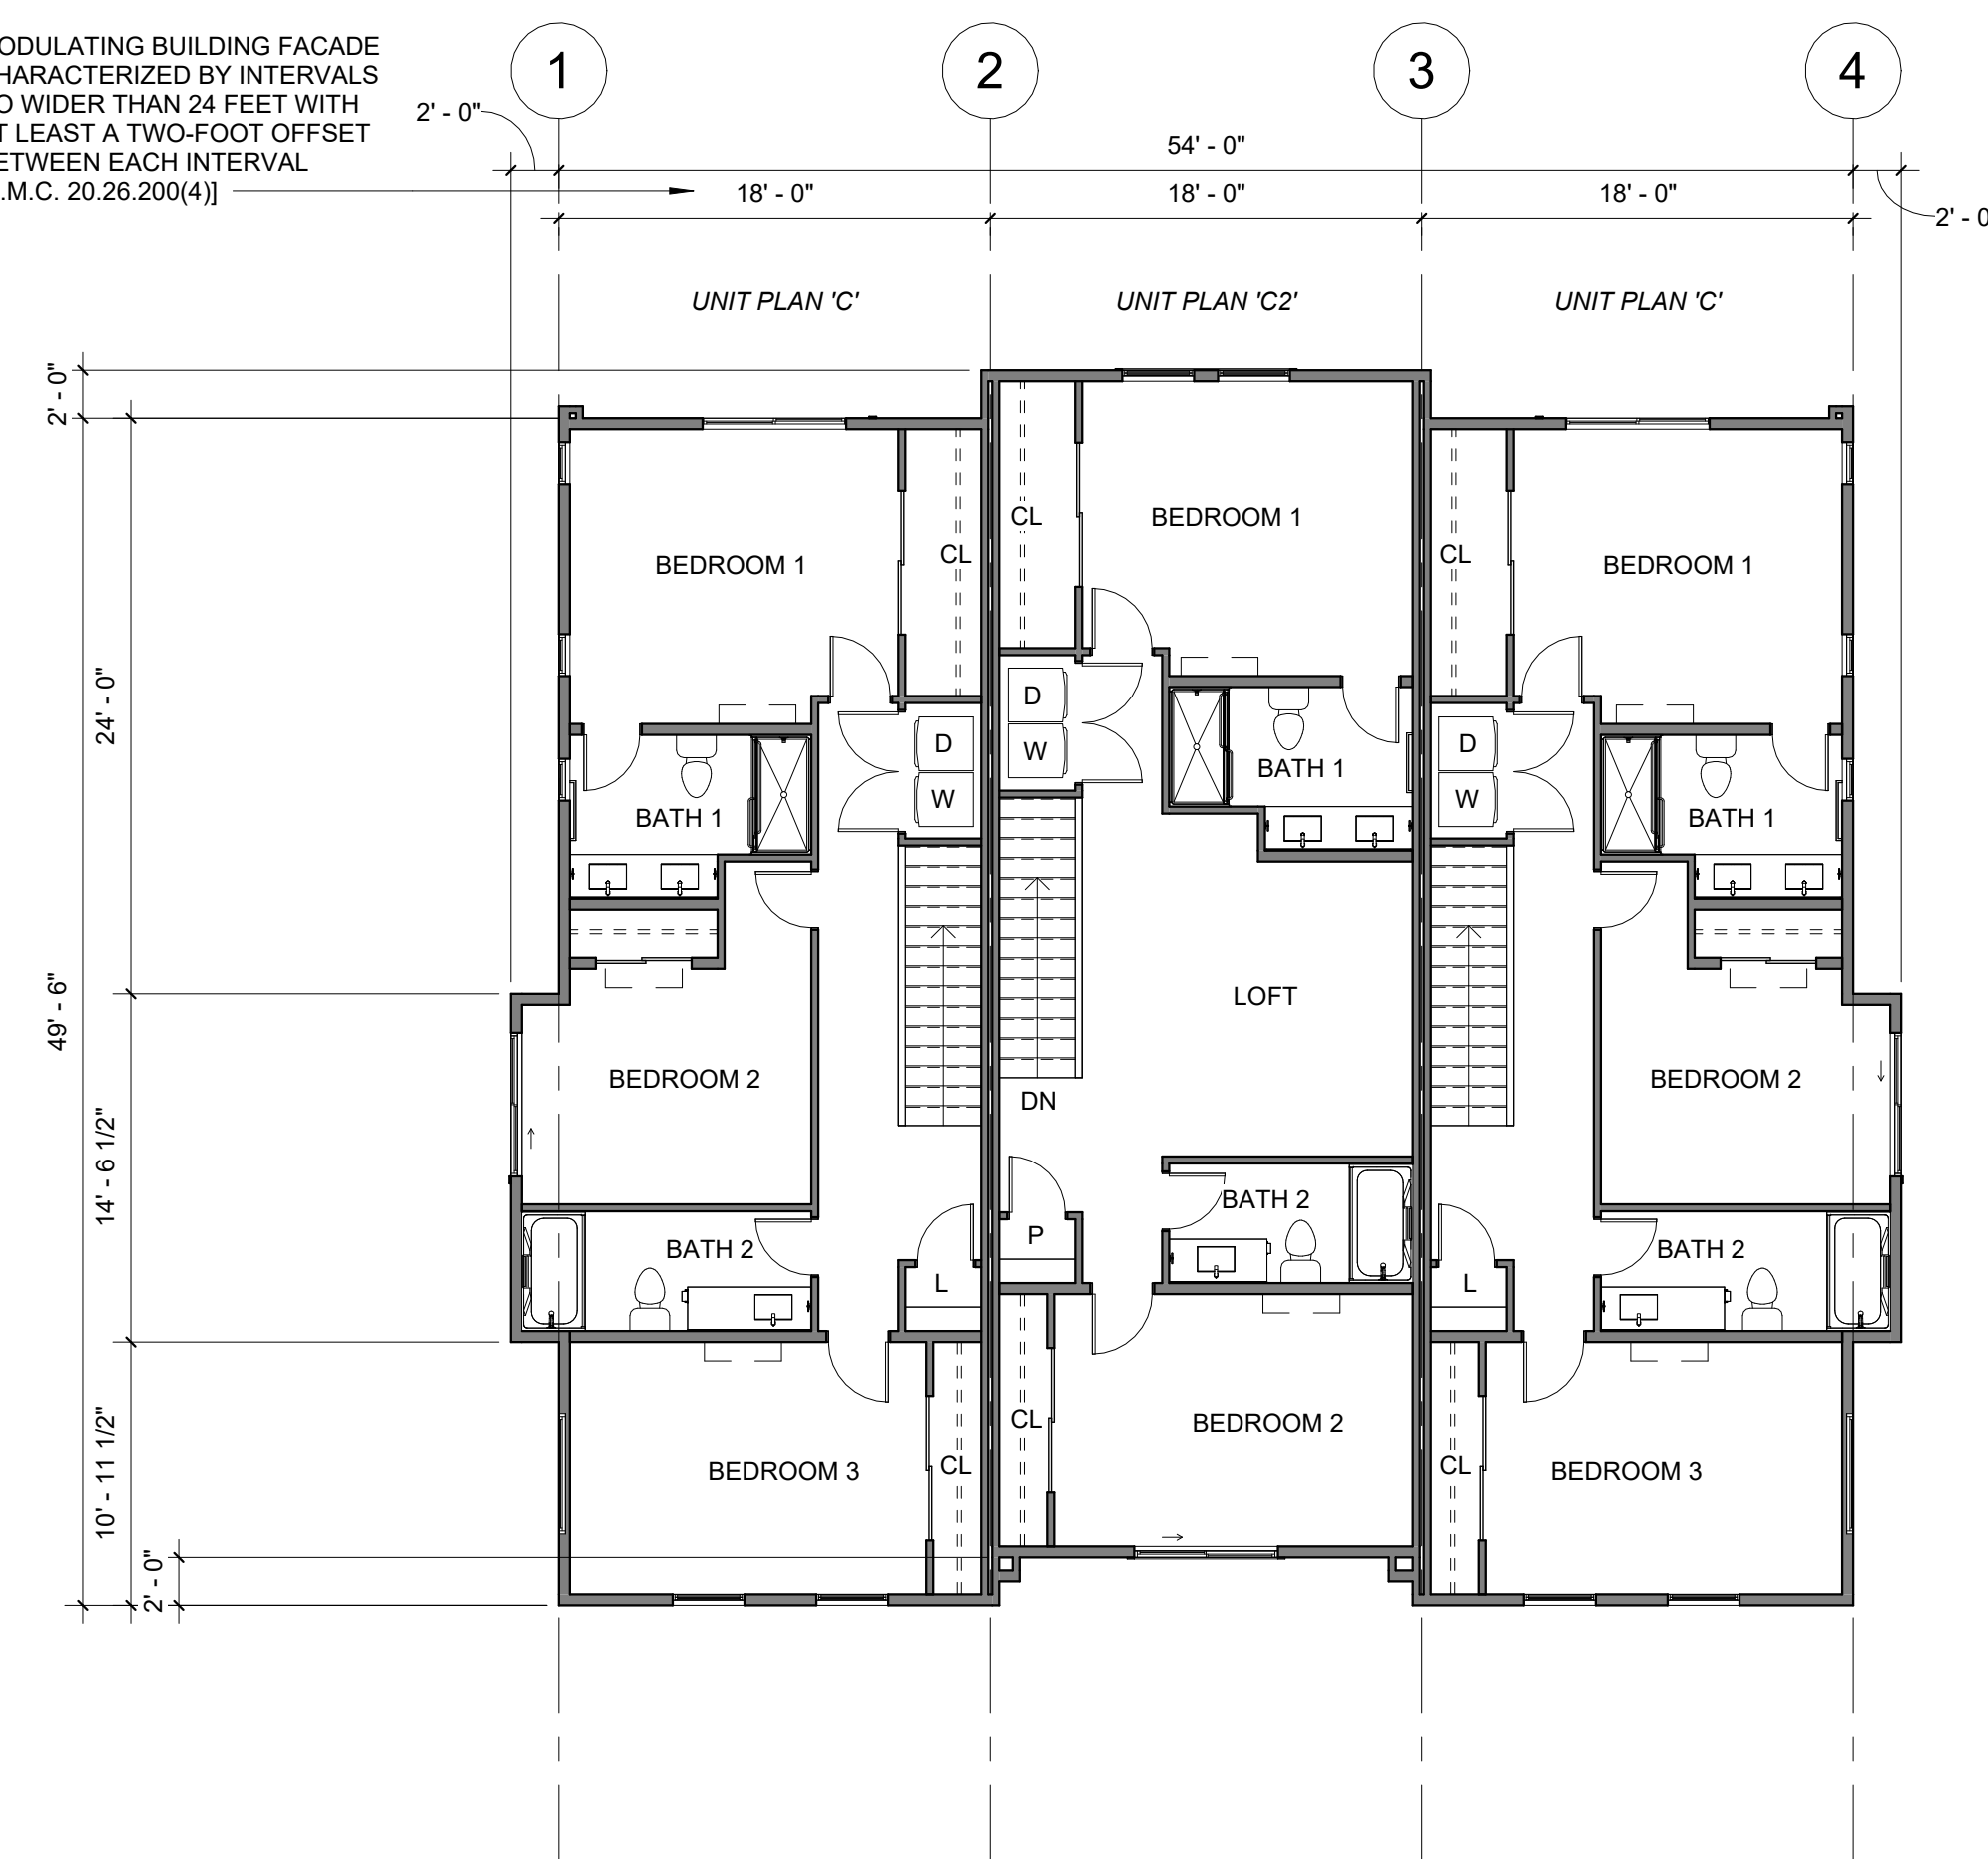 ODULATING BUILDING FACADE
HARACTERIZED BY INTERVALS
O WIDER THAN 24 FEET WITH
T LEAST A TWO-FOOT OFFSET
ETWEEN EACH INTERVAL
.M.C. 20.26.200(4)]
1
2
3
4
2' - 0"
54' - 0"
18' - 0"
18' - 0"
18' - 0"
2' - 0
UNIT PLAN 'C'
UNIT PLAN 'C2'
UNIT PLAN 'C'
2' - 0"
24' - 0"
49' - 6"
14' - 6 1/2"
10' - 11 1/2"
2' - 0"
BEDROOM 1
CL
D
W
BATH 1
BEDROOM 2
BATH 2
L
BEDROOM 3
CL
CL
BEDROOM 1
D
W
BATH 1
LOFT
DN
P
BATH 2
CL
BEDROOM 2
CL
BEDROOM 1
D
W
BATH 1
BEDROOM 2
BATH 2
L
CL
BEDROOM 3